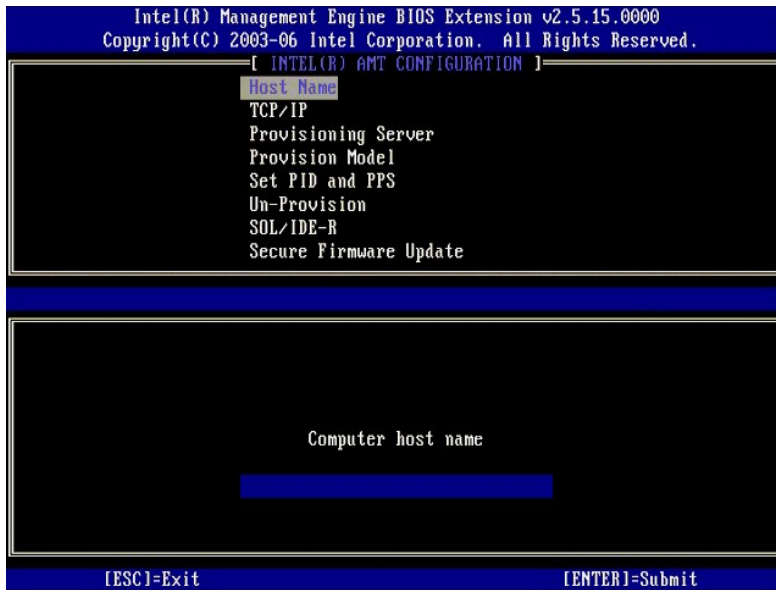 Intel(R) Management Engine BIOS Extension v2.5.15.0000
Copyright(C) 2003-06 Intel Corporation. All Rights Reserved.
[ INTEL(R) AMT CONFIGURATION ]
Host Name
TCP/IP
Provisioning Server
Provision Model
Set PID and PPS
Un-Provision
SOL/IDE-R
Secure Firmware Update
Computer host name
[ESC]=Exit [ENTER]=Submit